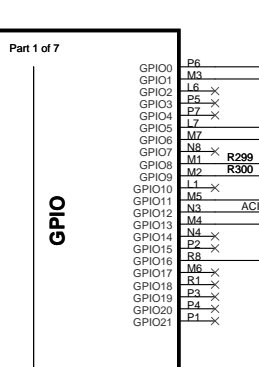 Part 1 of 7
GPIO
GPIO0 P6
GPIO1 M3
GPIO2 L6
GPIO3 P5
GPIO4 P7
GPIO5 L7
GPIO6 M7
GPIO7 N8
GPIO8 M1 R299
GPIO9 M2 R300
GPIO10 L1
GPIO11 M5
GPIO12 N3 ACI
GPIO13 M4
GPIO14 N4
GPIO15 P2
GPIO16 R8
GPIO17 M6
GPIO18 R1
GPIO19 P3
GPIO20 P4
GPIO21 P1